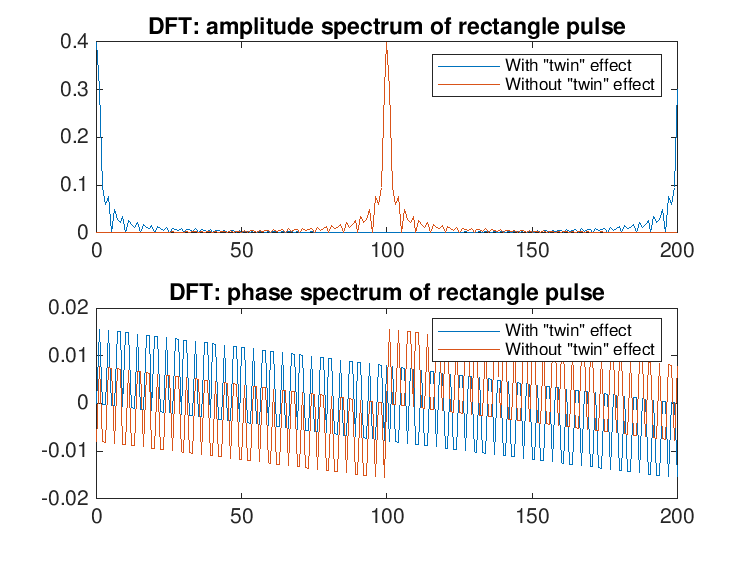 DFT: amplitude spectrum of rectangle pulse
0.4
0.3
0.2
0.1
0
0 50 100 150 200
With "twin" effect
Without "twin" effect
DFT: phase spectrum of rectangle pulse
0.02
0.01
0
-0.01
-0.02
0 50 100 150 200
With "twin" effect
Without "twin" effect